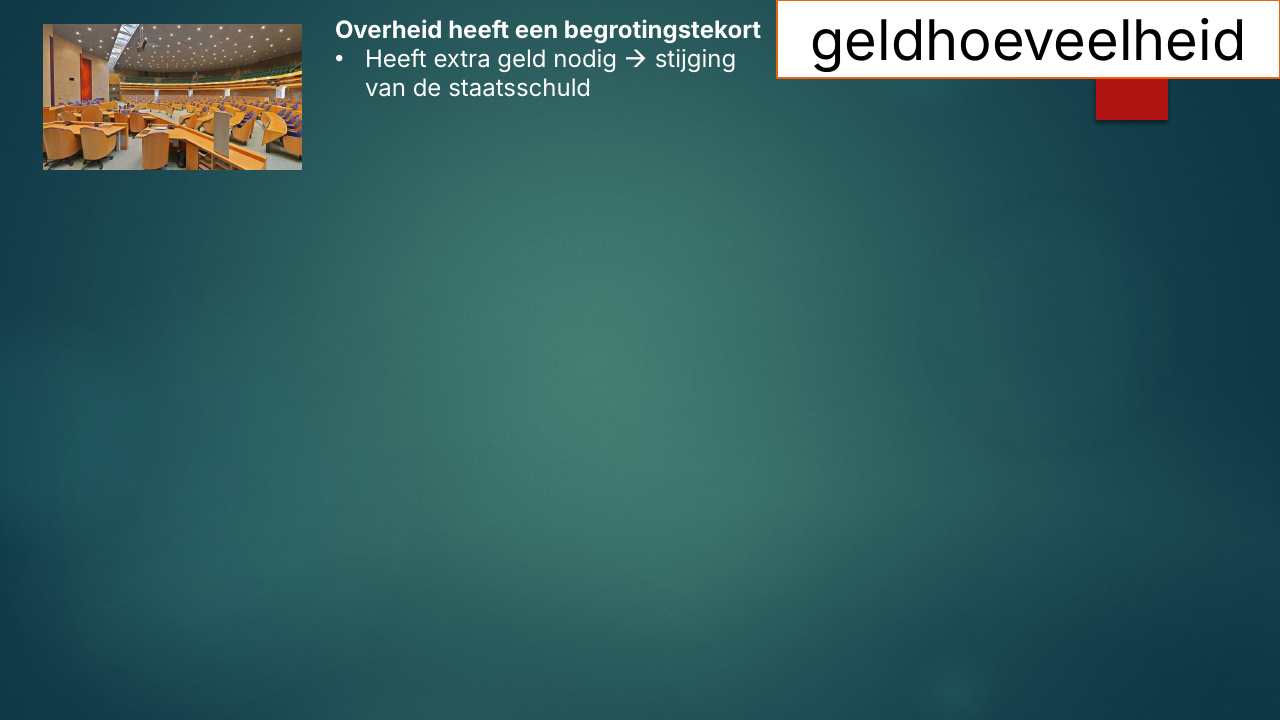 Overheid heeft een begrotingstekort
• Heeft extra geld nodig → stijging
van de staatsschuld
geldhoeveelheid